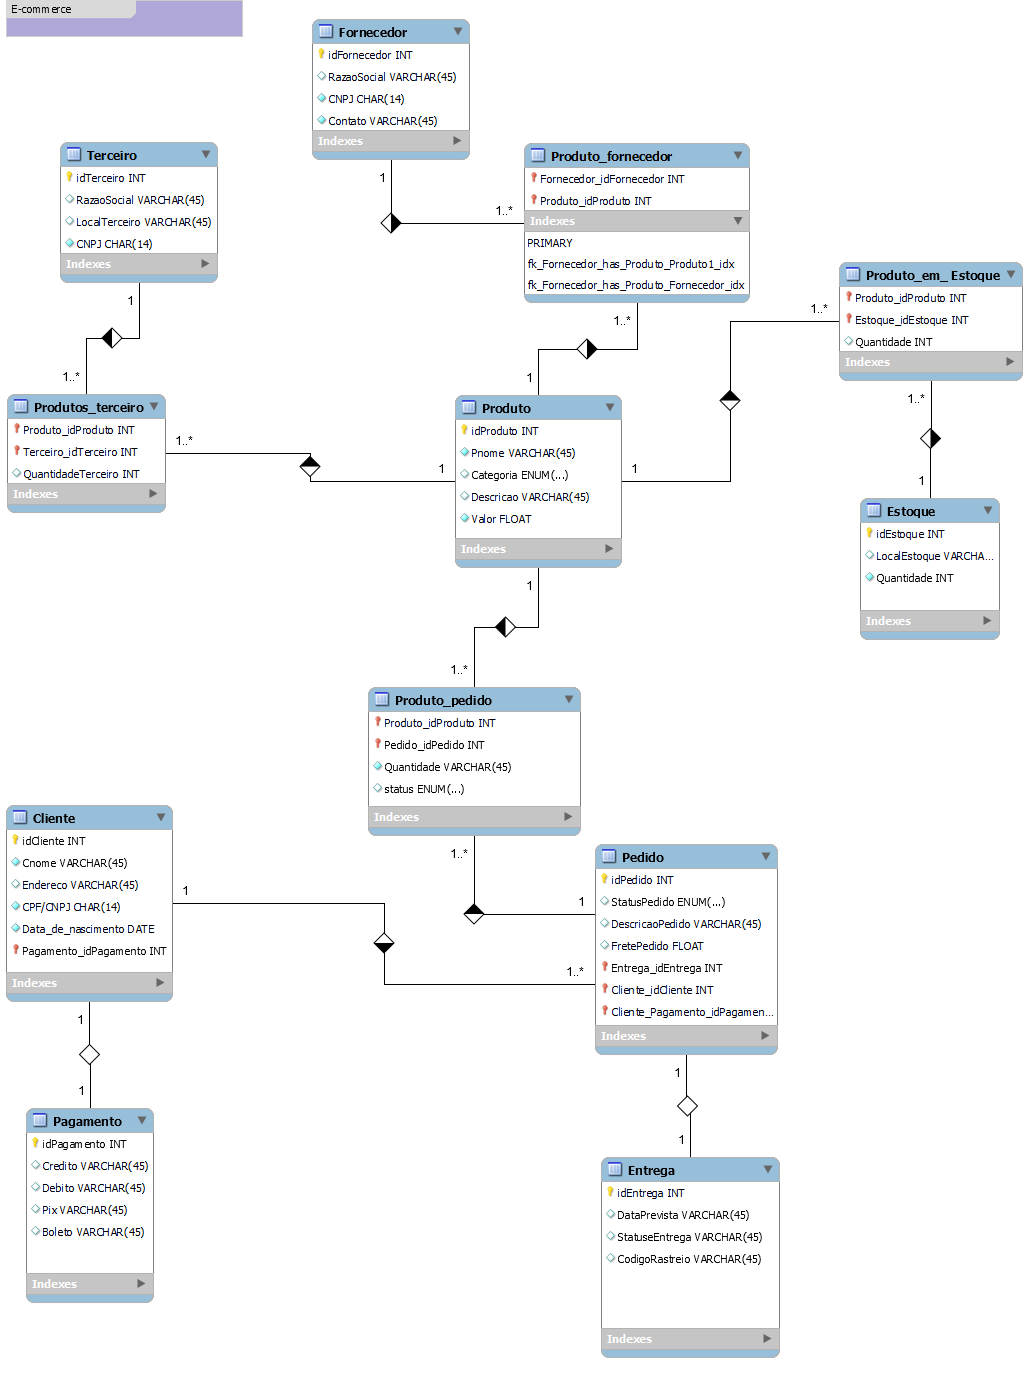 E-commerce
Fornecedor
idFornecedor INT
RazaoSocial VARCHAR(45)
CNPJ CHAR(14)
Contato VARCHAR(45)
Indexes
1
1..*
Terceiro
idTerceiro INT
RazaoSocial VARCHAR(45)
LocalTerceiro VARCHAR(45)
CNPJ CHAR(14)
Indexes
1
1..*
Produto_fornecedor
Fornecedor_idFornecedor INT
Produto_idProduto INT
Indexes
PRIMARY
fk_Fornecedor_has_Produto_Produto1_idx
fk_Fornecedor_has_Produto_Fornecedor_idx
1..*
1
Produto_em_ Estoque
Produto_idProduto INT
Estoque_idEstoque INT
Quantidade INT
Indexes
1..*
1..*
1
Produtos_terceiro
Produto_idProduto INT
Terceiro_idTerceiro INT
QuantidadeTerceiro INT
Indexes
1..*
1
Produto
idProduto INT
Pnome VARCHAR(45)
Categoria ENUM(...)
Descricao VARCHAR(45)
Valor FLOAT
Indexes
1
1
1..*
Estoque
idEstoque INT
LocalEstoque VARCHA...
Quantidade INT
Indexes
Produto_pedido
Produto_idProduto INT
Pedido_idPedido INT
Quantidade VARCHAR(45)
status ENUM(...)
Indexes
1..*
1
Cliente
idCliente INT
Cnome VARCHAR(45)
Endereco VARCHAR(45)
CPF/CNPJ CHAR(14)
Data_de_nascimento DATE
Pagamento_idPagamento INT
Indexes
1
1..*
1
1
Pedido
idPedido INT
StatusPedido ENUM(...)
DescricaoPedido VARCHAR(45)
FretePedido FLOAT
Entrega_idEntrega INT
Cliente_idCliente INT
Cliente_Pagamento_idPagamen...
Indexes
1
1
Pagamento
idPagamento INT
Credito VARCHAR(45)
Debito VARCHAR(45)
Pix VARCHAR(45)
Boleto VARCHAR(45)
Indexes
Entrega
idEntrega INT
DataPrevista VARCHAR(45)
StatuseEntrega VARCHAR(45)
CodigoRastreio VARCHAR(45)
Indexes